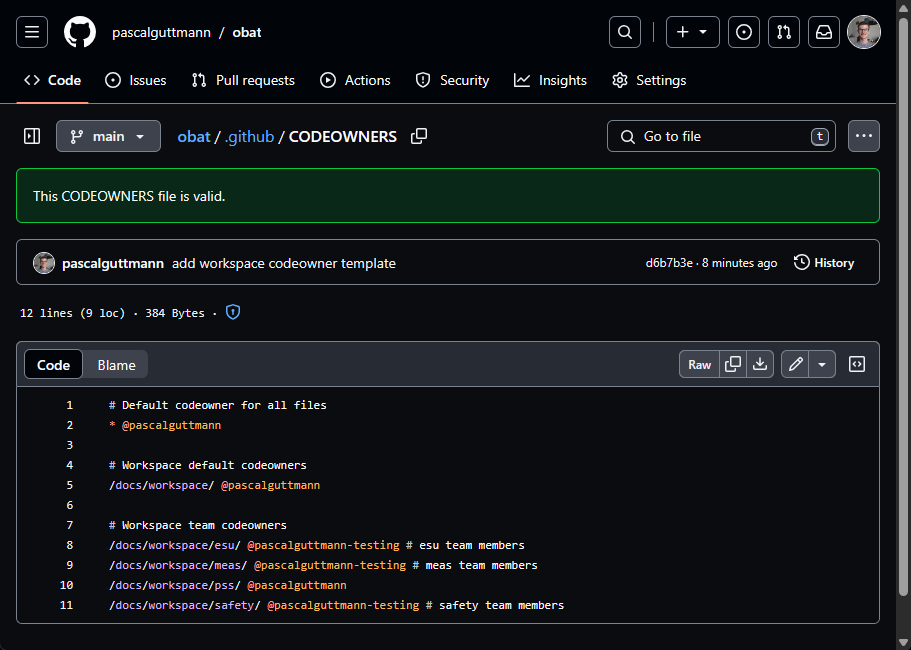 pascalguttmann / obat
Code Issues Pull requests Actions Security Insights Settings
main obat / .github / CODEOWNERS Go to file t
This CODEOWNERS file is valid.
pascalguttmann add workspace codeowner template d6b7b3e · 8 minutes ago History
12 lines (9 loc) · 384 Bytes ·
Code Blame Raw
1 # Default codeowner for all files
2 * @pascalguttmann
3
4 # Workspace default codeowners
5 /docs/workspace/ @pascalguttmann
6
7 # Workspace team codeowners
8 /docs/workspace/esu/ @pascalguttmann-testing # esu team members
9 /docs/workspace/meas/ @pascalguttmann-testing # meas team members
10 /docs/workspace/pss/ @pascalguttmann
11 /docs/workspace/safety/ @pascalguttmann-testing # safety team members